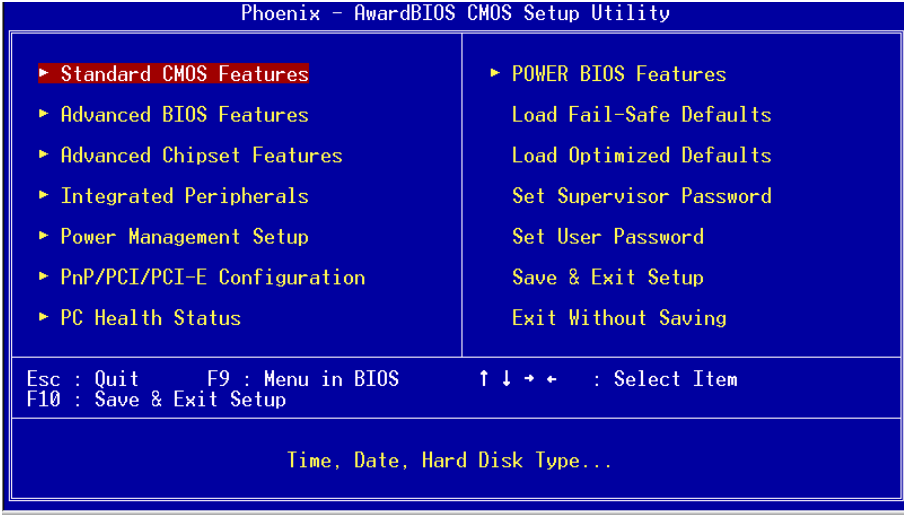 Phoenix - AwardBIOS CMOS Setup Utility
► Standard CMOS Features
► Advanced BIOS Features
► Advanced Chipset Features
► Integrated Peripherals
► Power Management Setup
► PnP/PCI/PCI-E Configuration
► PC Health Status
► POWER BIOS Features
Load Fail-Safe Defaults
Load Optimized Defaults
Set Supervisor Password
Set User Password
Save & Exit Setup
Exit Without Saving
Esc : Quit F9 : Menu in BIOS ↑ ↓ → ← : Select Item
F10 : Save & Exit Setup
Time, Date, Hard Disk Type...